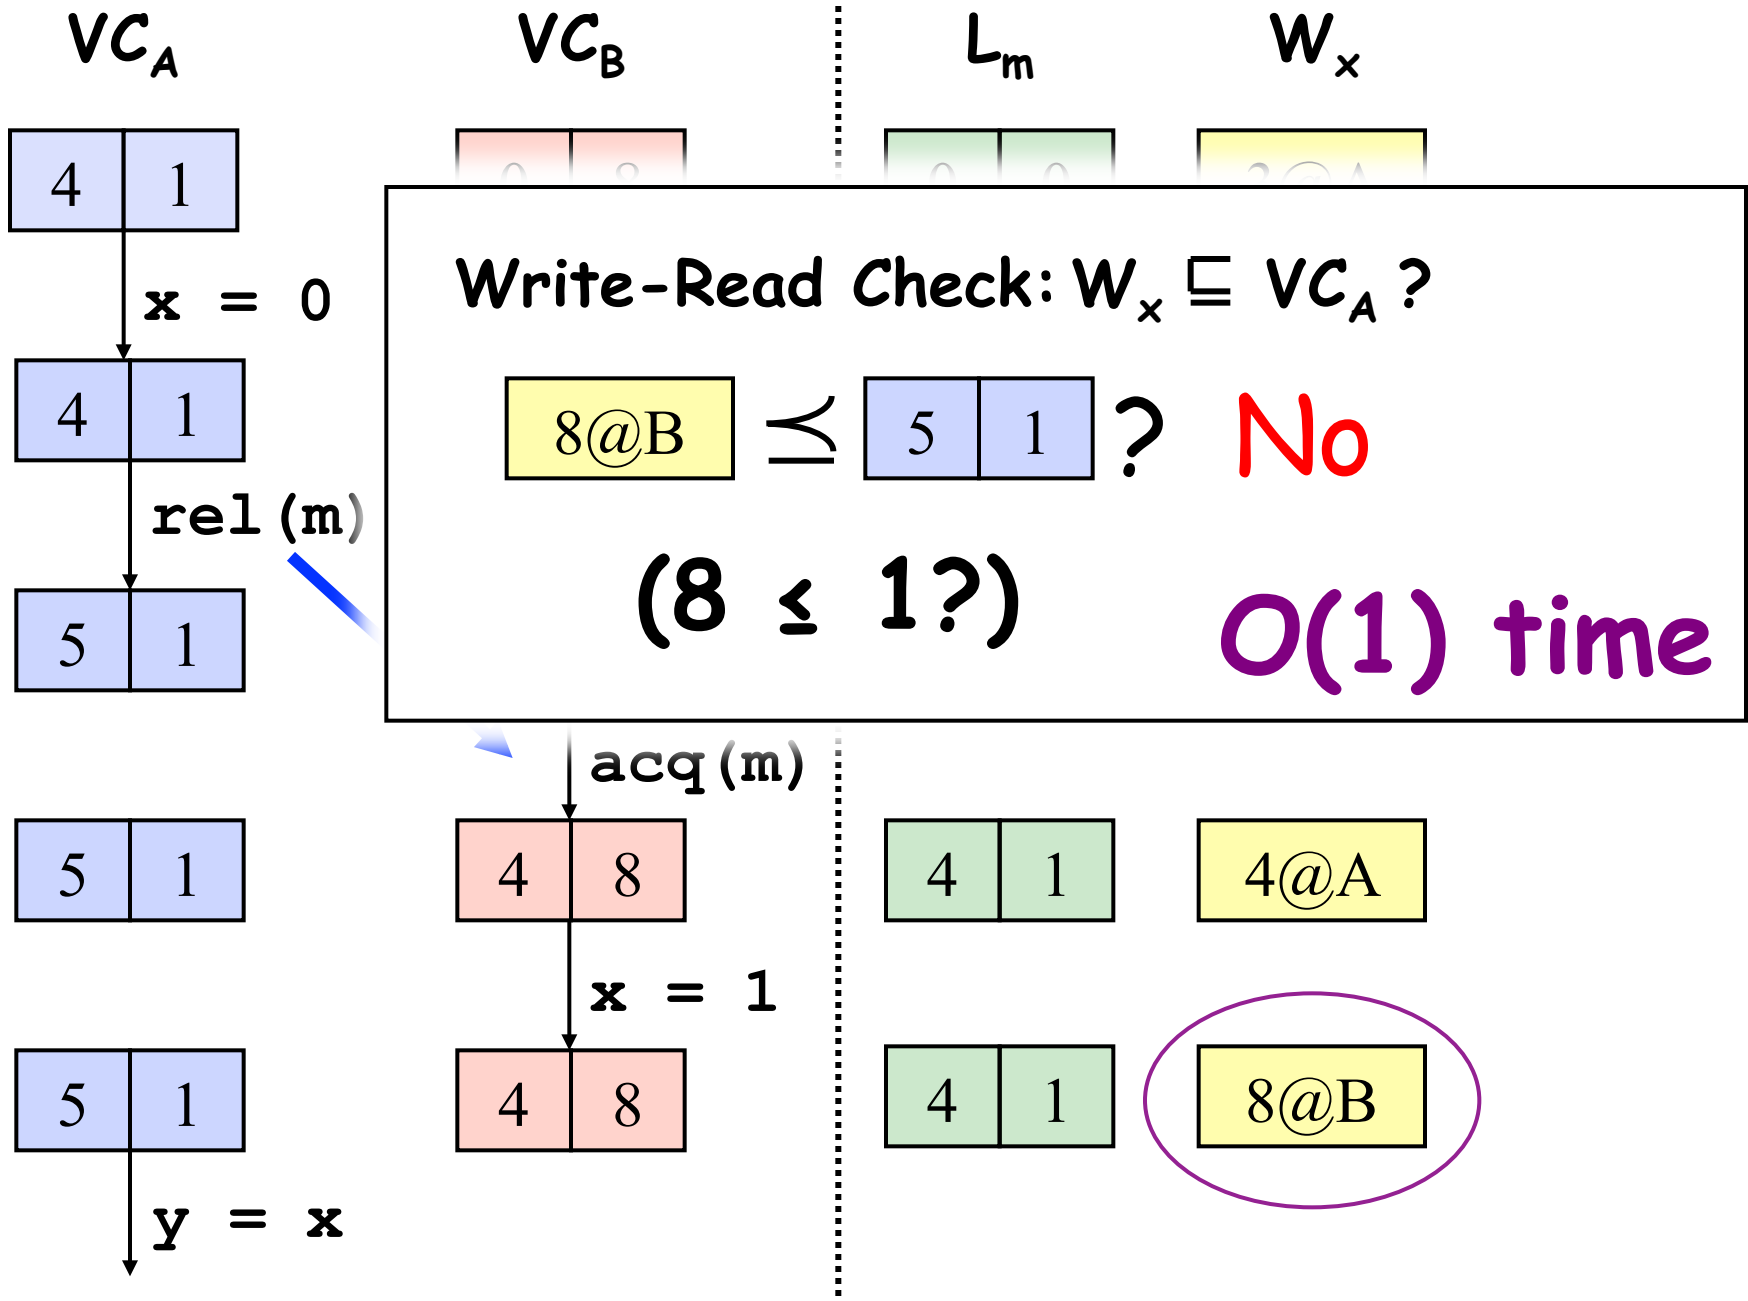 VC_A VC_B L_m W_x
4 1
x = 0
Write-Read Check: W_x ⊑ VC_A ?
4 1 8@B ⪯ 5 1 ? No
rel(m)
(8 ≤ 1?)
5 1 O(1) time
acq(m)
5 1 4 8 4 1 4@A
x = 1
5 1 4 8 4 1 8@B
y = x